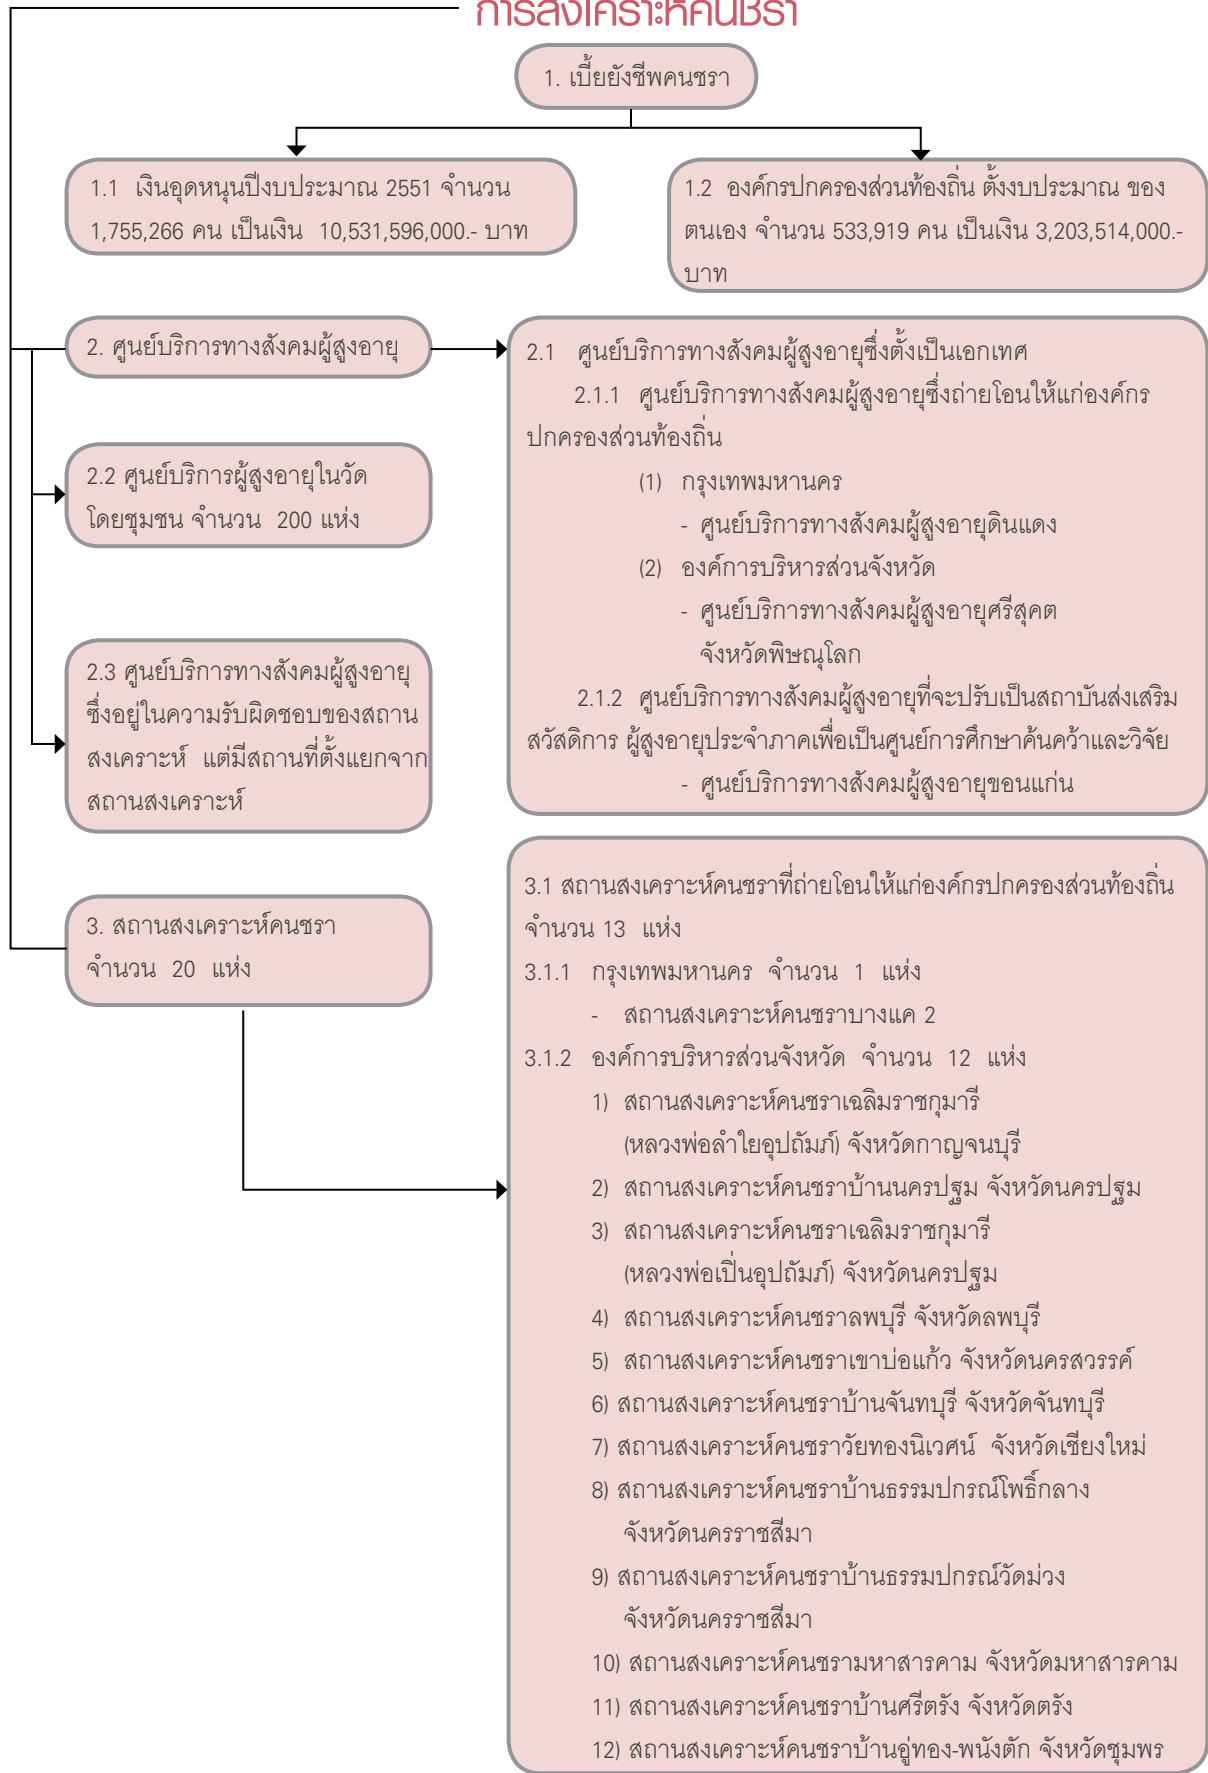 การสงเคราะห์คนชรา
1. เบี้ยยังชีพคนชรา
1.1 เงินอุดหนุนปีงบประมาณ 2551 จำนวน
1,755,266 คน เป็นเงิน 10,531,596,000.- บาท
1.2 องค์กรปกครองส่วนท้องถิ่น ตั้งงบประมาณ ของ
ตนเอง จำนวน 533,919 คน เป็นเงิน 3,203,514,000.-
บาท
2. ศูนย์บริการทางสังคมผู้สูงอายุ
2.1 ศูนย์บริการทางสังคมผู้สูงอายุซึ่งตั้งเป็นเอกเทศ
2.1.1 ศูนย์บริการทางสังคมผู้สูงอายุซึ่งถ่ายโอนให้แก่องค์กร
ปกครองส่วนท้องถิ่น
(1) กรุงเทพมหานคร
- ศูนย์บริการทางสังคมผู้สูงอายุดินแดง
(2) องค์การบริหารส่วนจังหวัด
- ศูนย์บริการทางสังคมผู้สูงอายุศรีสุคต
จังหวัดพิษณุโลก
2.1.2 ศูนย์บริการทางสังคมผู้สูงอายุที่จะปรับเป็นสถาบันส่งเสริม
สวัสดิการ ผู้สูงอายุประจำภาคเพื่อเป็นศูนย์การศึกษาค้นคว้าและวิจัย
- ศูนย์บริการทางสังคมผู้สูงอายุขอนแก่น
2.2 ศูนย์บริการผู้สูงอายุในวัด
โดยชุมชน จำนวน 200 แห่ง
2.3 ศูนย์บริการทางสังคมผู้สูงอายุ
ซึ่งอยู่ในความรับผิดชอบของสถาน
สงเคราะห์ แต่มีสถานที่ตั้งแยกจาก
สถานสงเคราะห์
3. สถานสงเคราะห์คนชรา
จำนวน 20 แห่ง
3.1 สถานสงเคราะห์คนชราที่ถ่ายโอนให้แก่องค์กรปกครองส่วนท้องถิ่น
จำนวน 13 แห่ง
3.1.1 กรุงเทพมหานคร จำนวน 1 แห่ง
- สถานสงเคราะห์คนชราบางแค 2
3.1.2 องค์การบริหารส่วนจังหวัด จำนวน 12 แห่ง
1) สถานสงเคราะห์คนชราเฉลิมราชกุมารี
(หลวงพ่อลำใยอุปถัมภ์) จังหวัดกาญจนบุรี
2) สถานสงเคราะห์คนชราบ้านนครปฐม จังหวัดนครปฐม
3) สถานสงเคราะห์คนชราเฉลิมราชกุมารี
(หลวงพ่อเปิ่นอุปถัมภ์) จังหวัดนครปฐม
4) สถานสงเคราะห์คนชราลพบุรี จังหวัดลพบุรี
5) สถานสงเคราะห์คนชราเขาบ่อแก้ว จังหวัดนครสวรรค์
6) สถานสงเคราะห์คนชราบ้านจันทบุรี จังหวัดจันทบุรี
7) สถานสงเคราะห์คนชราวัยทองนิเวศน์ จังหวัดเชียงใหม่
8) สถานสงเคราะห์คนชราบ้านธรรมปกรณ์โพธิ์กลาง
จังหวัดนครราชสีมา
9) สถานสงเคราะห์คนชราบ้านธรรมปกรณ์วัดม่วง
จังหวัดนครราชสีมา
10) สถานสงเคราะห์คนชรามหาสารคาม จังหวัดมหาสารคาม
11) สถานสงเคราะห์คนชราบ้านศรีตรัง จังหวัดตรัง
12) สถานสงเคราะห์คนชราบ้านอู่ทอง-พนังตัก จังหวัดชุมพร